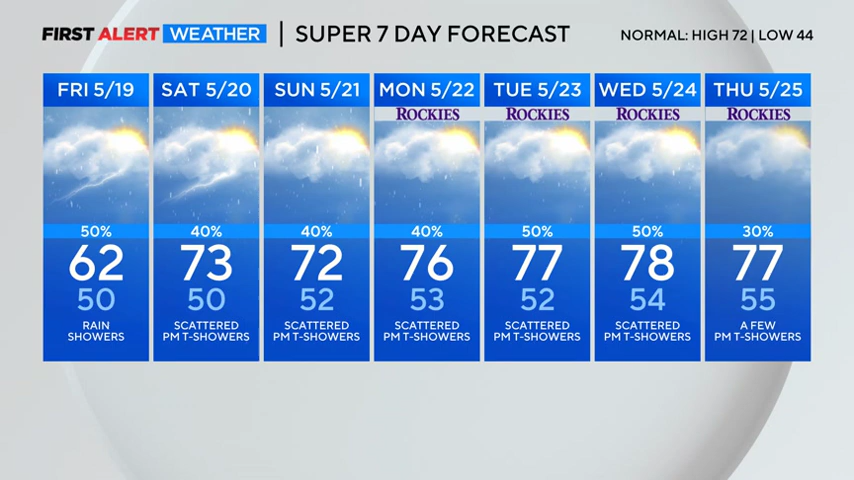 FIRST ALERT WEATHER | SUPER 7 DAY FORECAST NORMAL: HIGH 72 | LOW 44
FRI 5/19 SAT 5/20 SUN 5/21 MON 5/22 TUE 5/23 WED 5/24 THU 5/25
ROCKIES ROCKIES ROCKIES ROCKIES
50% 40% 40% 40% 50% 50% 30%
62 73 72 76 77 78 77
50 50 52 53 52 54 55
RAIN SCATTERED SCATTERED SCATTERED SCATTERED SCATTERED A FEW
SHOWERS PM T-SHOWERS PM T-SHOWERS PM T-SHOWERS PM T-SHOWERS PM T-SHOWERS PM T-SHOWERS